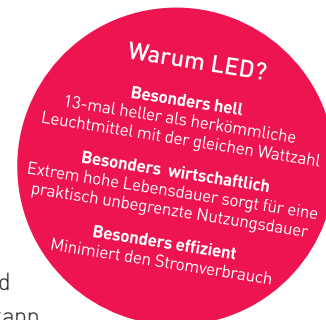 Warum LED?
Besonders hell
13-mal heller als herkömmliche
Leuchtmittel mit der gleichen Wattzahl
Besonders wirtschaftlich
Extrem hohe Lebensdauer sorgt für eine
praktisch unbegrenzte Nutzungsdauer
Besonders effizient
Minimiert den Stromverbrauch